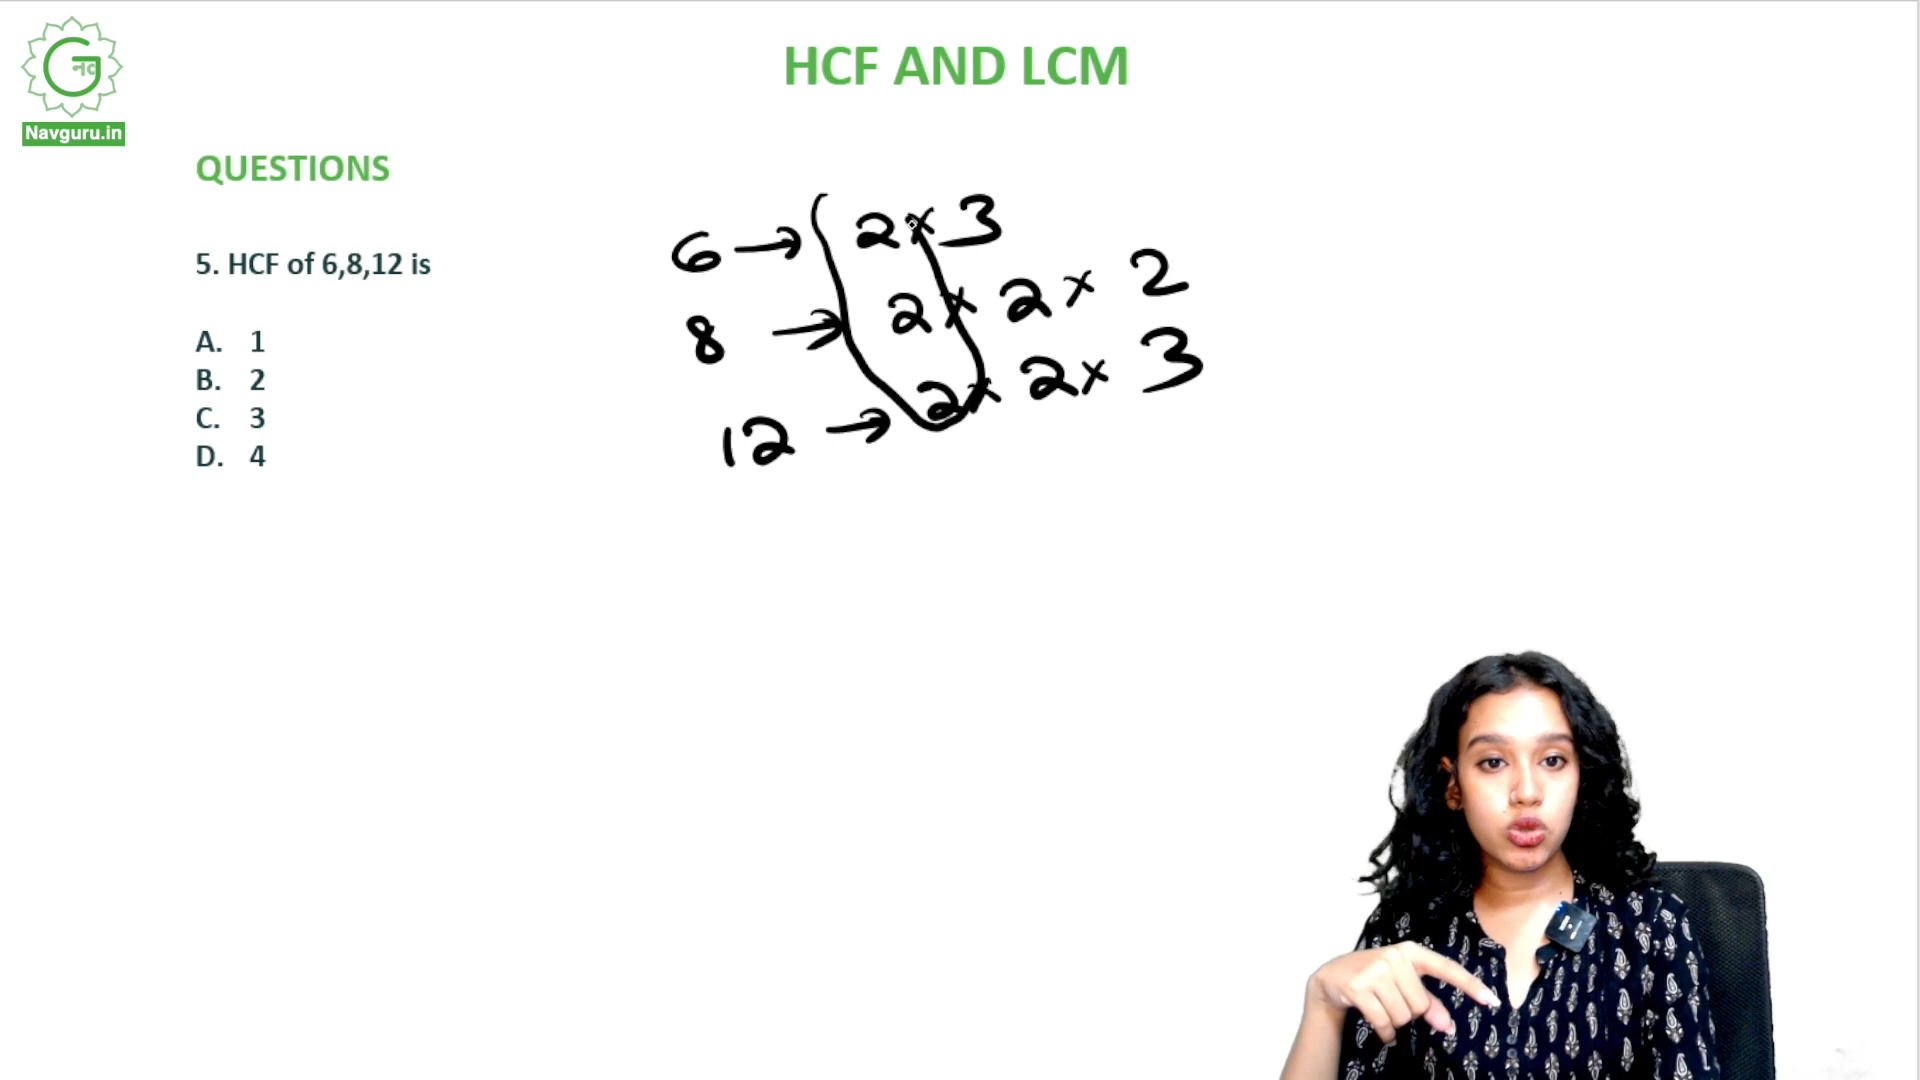 नव
Navguru.in
HCF AND LCM
QUESTIONS
5. HCF of 6,8,12 is
A. 1
B. 2
C. 3
D. 4
6 → 2 × 3
8 → 2 × 2 × 2
12 → 2 × 2 × 3